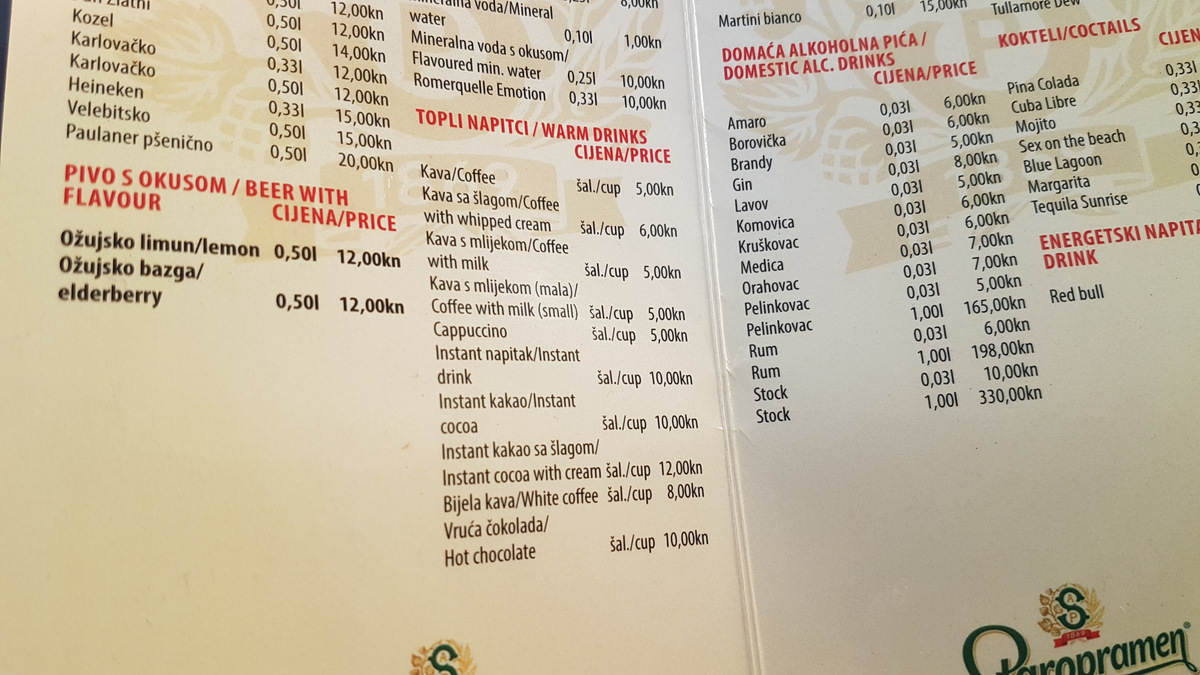 Zlatni 0,50l 12,00kn
Kozel 0,50l 14,00kn
Karlovačko 0,33l 12,00kn
Karlovačko 0,50l 12,00kn
Heineken 0,33l 15,00kn
Velebitsko 0,50l 15,00kn
Paulaner pšenično 0,50l 20,00kn
PIVO S OKUSOM / BEER WITH
FLAVOUR CIJENA/PRICE
Ožujsko limun/lemon 0,50l 12,00kn
Ožujsko bazga/
elderberry 0,50l 12,00kn
voda/Mineral
water 0,10l 1,00kn
Mineralna voda s okusom/
Flavoured min. water 0,25l 10,00kn
Romerquelle Emotion 0,33l 10,00kn
TOPLI NAPITCI / WARM DRINKS
CIJENA/PRICE
Kava/Coffee šal./cup 5,00kn
Kava sa šlagom/Coffee
with whipped cream šal./cup 6,00kn
Kava s mlijekom/Coffee
with milk šal./cup 5,00kn
Kava s mlijekom (mala)/
Coffee with milk (small) šal./cup 5,00kn
Cappuccino šal./cup 5,00kn
Instant napitak/Instant
drink šal./cup 10,00kn
Instant kakao/Instant
cocoa šal./cup 10,00kn
Instant kakao sa šlagom/
Instant cocoa with cream šal./cup 12,00kn
Bijela kava/White coffee šal./cup 8,00kn
Vruća čokolada/
Hot chocolate šal./cup 10,00kn
Martini bianco 0,10l 15,00kn
DOMAĆA ALKOHOLNA PIĆA /
DOMESTIC ALC. DRINKS
CIJENA/PRICE
Amaro 0,03l 6,00kn
Borovička 0,03l 6,00kn
Brandy 0,03l 5,00kn
Gin 0,03l 8,00kn
Lavov 0,03l 5,00kn
Komovica 0,03l 6,00kn
Kruškovac 0,03l 6,00kn
Medica 0,03l 7,00kn
Orahovac 0,03l 7,00kn
Pelinkovac 0,03l 5,00kn
Pelinkovac 1,00l 165,00kn
Rum 0,03l 6,00kn
Rum 1,00l 198,00kn
Stock 0,03l 10,00kn
Stock 1,00l 330,00kn
Tullamore Dew
KOKTELI/COCTAILS
Pina Colada 0,33l
Cuba Libre 0,33
Mojito
Sex on the beach
Blue Lagoon
Margarita
Tequila Sunrise
ENERGETSKI
DRINK
Red bull
1869
Staropramen